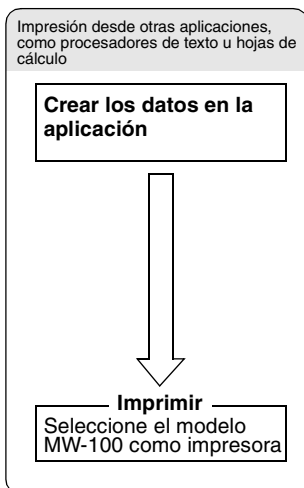 Impresión desde otras aplicaciones,
como procesadores de texto u hojas de
cálculo
Crear los datos en la
aplicación
Imprimir
Seleccione el modelo
MW-100 como impresora